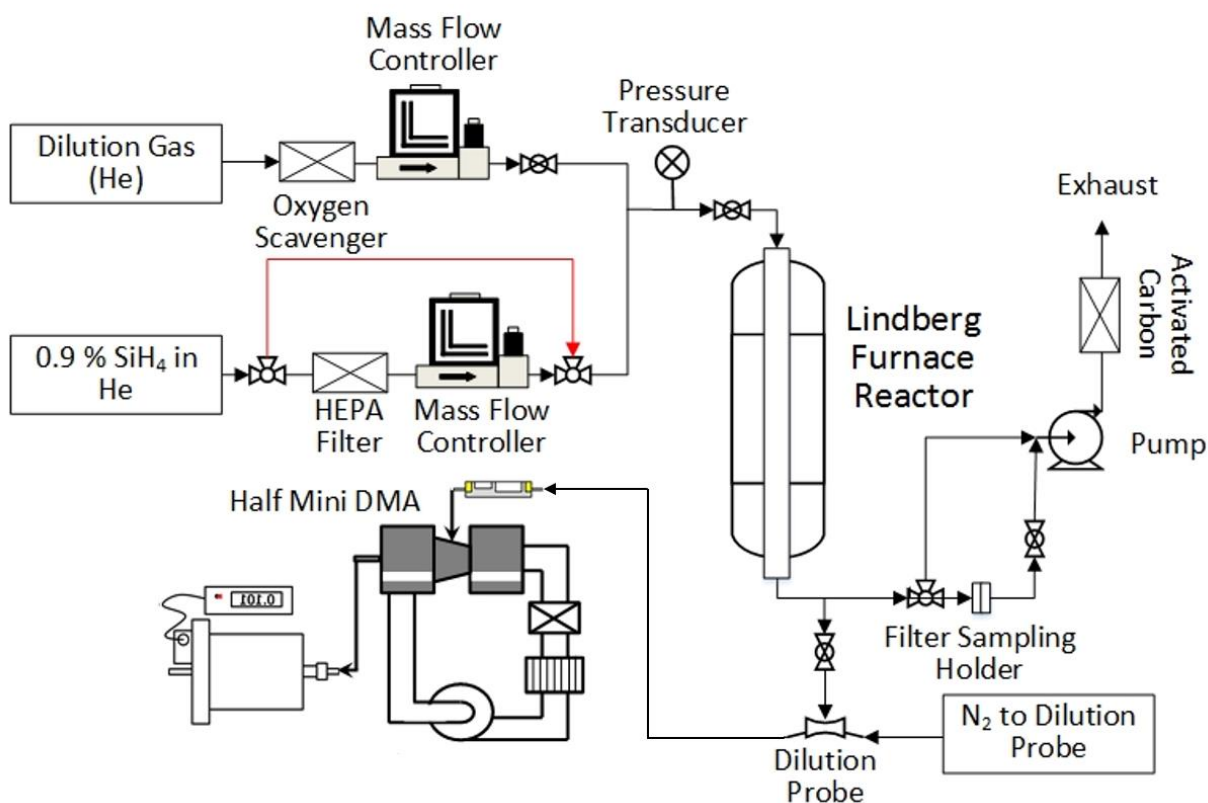 Mass Flow
Controller
Pressure
Transducer
Dilution Gas
(He)
Oxygen
Scavenger
Exhaust
Activated
Carbon
0.9 % SiH₄ in
He
HEPA
Filter
Mass Flow
Controller
Lindberg
Furnace
Reactor
Pump
Half Mini DMA
0.101
Filter Sampling
Holder
N₂ to Dilution
Probe
Dilution
Probe